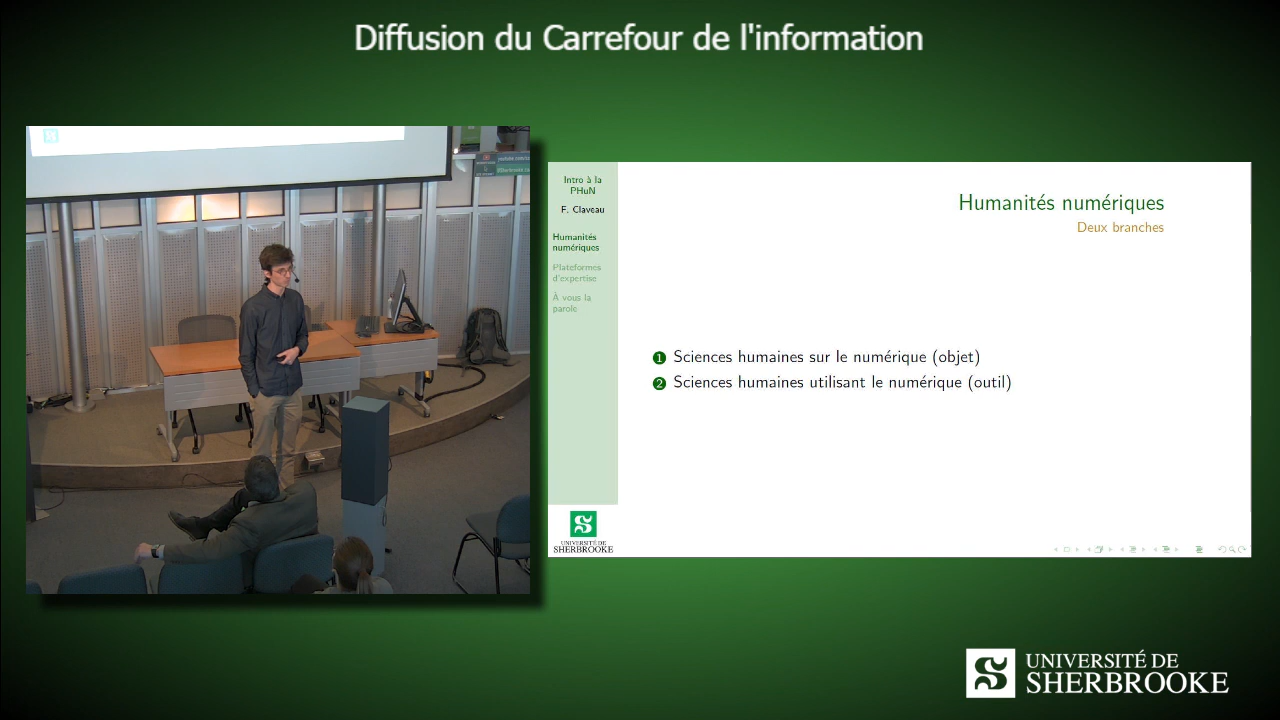 Diffusion du Carrefour de l'information
Intro à la
PHuN
F. Claveau
Humanités
numériques
Plateformes
d'expertise
À vous la
parole
Humanités numériques
Deux branches
1 Sciences humaines sur le numérique (objet)
2 Sciences humaines utilisant le numérique (outil)
UNIVERSITÉ DE
SHERBROOKE
UNIVERSITÉ DE
SHERBROOKE